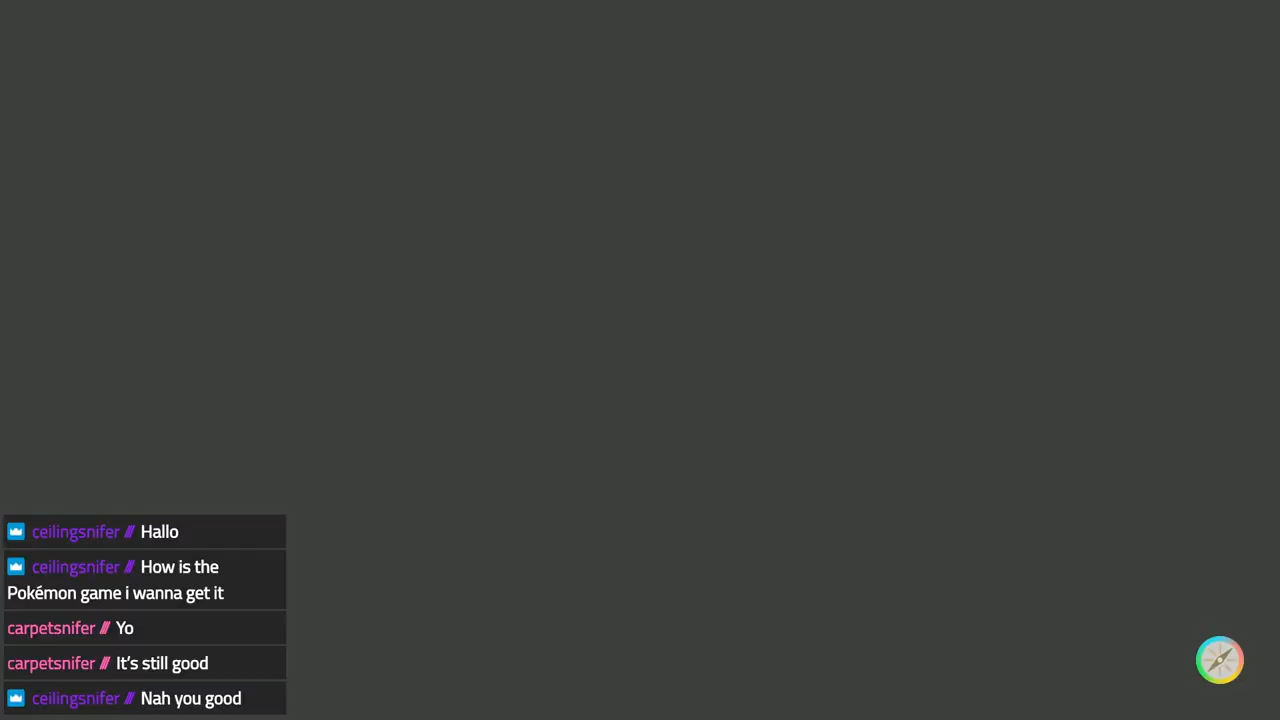 ceilingsnifer /// Hallo
ceilingsnifer /// How is the
Pokémon game i wanna get it
carpetsnifer /// Yo
carpetsnifer /// It's still good
ceilingsnifer /// Nah you good